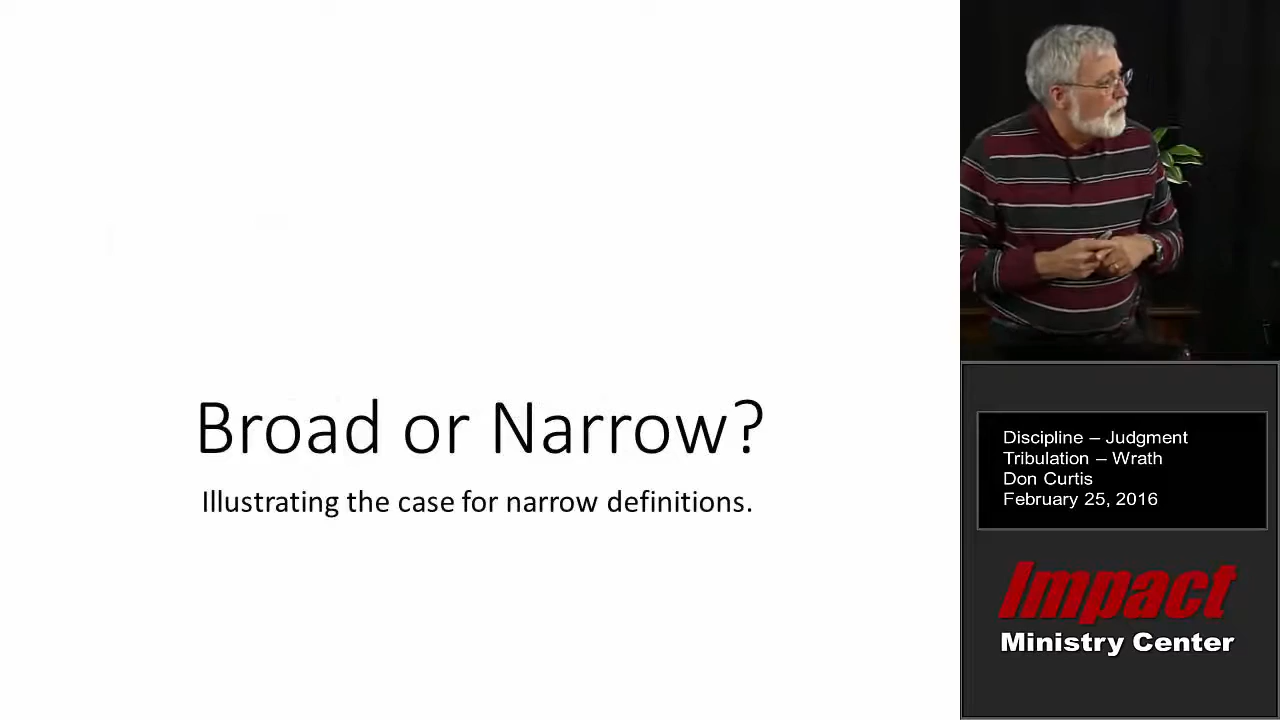 Broad or Narrow?
Illustrating the case for narrow definitions.
Discipline – Judgment
Tribulation – Wrath
Don Curtis
February 25, 2016
Impact
Ministry Center